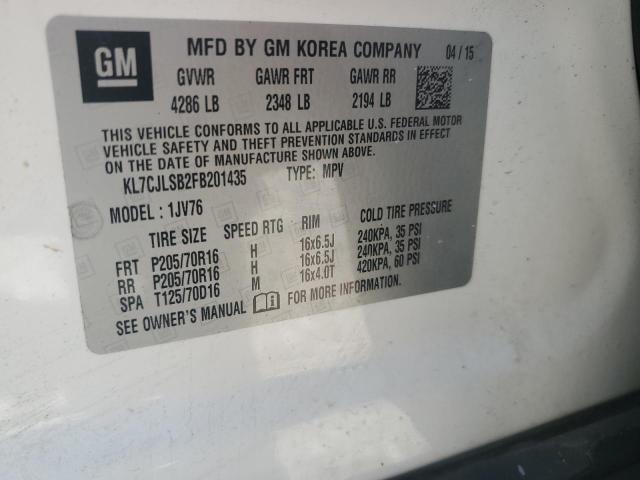 GM MFD BY GM KOREA COMPANY 04/15
GVWR GAWR FRT GAWR RR
4286 LB 2348 LB 2194 LB
THIS VEHICLE CONFORMS TO ALL APPLICABLE U.S. FEDERAL MOTOR
VEHICLE SAFETY AND THEFT PREVENTION STANDARDS IN EFFECT
ON THE DATE OF MANUFACTURE SHOWN ABOVE.
KL7CJLSB2FB201435 TYPE: MPV
MODEL : 1JV76
TIRE SIZE SPEED RTG RIM COLD TIRE PRESSURE
FRT P205/70R16 H 16x6.5J 240KPA, 35 PSI
RR P205/70R16 H 16x6.5J 240KPA, 35 PSI
SPA T125/70D16 M 16x4.0T 420KPA, 60 PSI
SEE OWNER'S MANUAL FOR MORE INFORMATION.